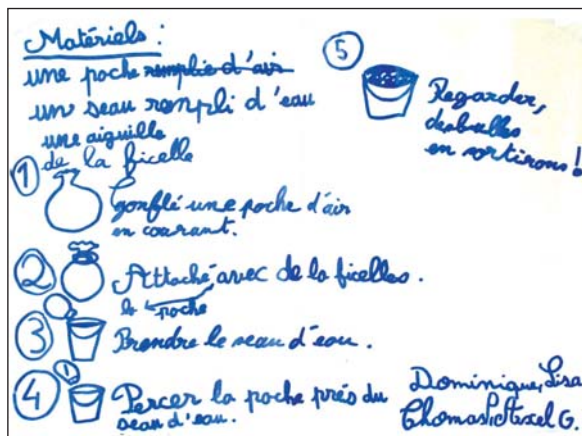 Matériels :
une poche remplie d'air
un seau rempli d'eau
une aiguille
de la ficelle
1
Gonflé une poche d'air
en courant.
2
Attaché avec de la ficelles.
la poche
3
Prendre le seau d'eau.
4
Percer la poche prés du
seau d'eau.
5
Regarder,
des bulles
en sortirons !
Dominique, Lisa
Thomas P, Axel G.